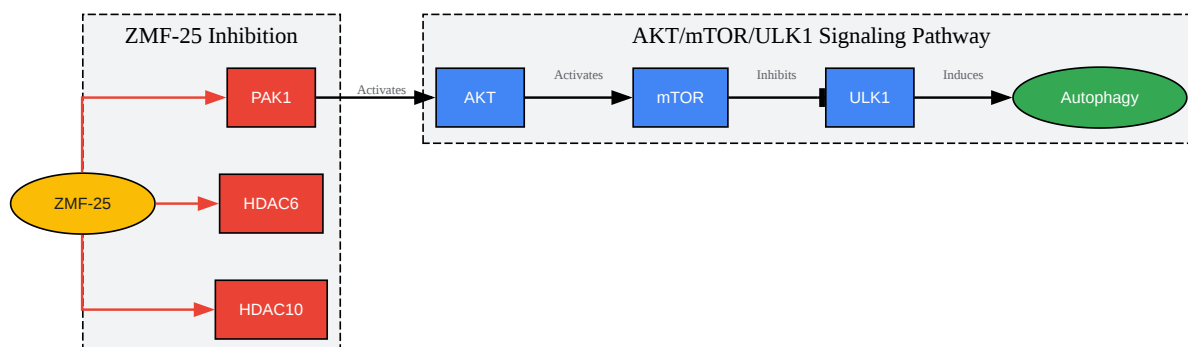 ZMF-25 Inhibition
AKT/mTOR/ULK1 Signaling Pathway
PAK1
Activates
AKT
Activates
mTOR
Inhibits
ULK1
Induces
Autophagy
ZMF-25
HDAC6
HDAC10